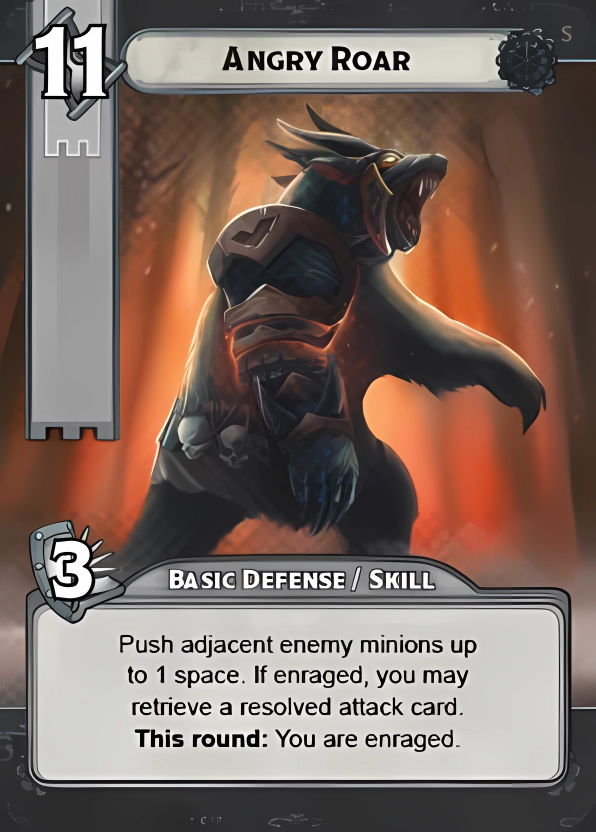 11
ANGRY ROAR
S
3
BASIC DEFENSE / SKILL
Push adjacent enemy minions up
to 1 space. If enraged, you may
retrieve a resolved attack card.
This round: You are enraged.